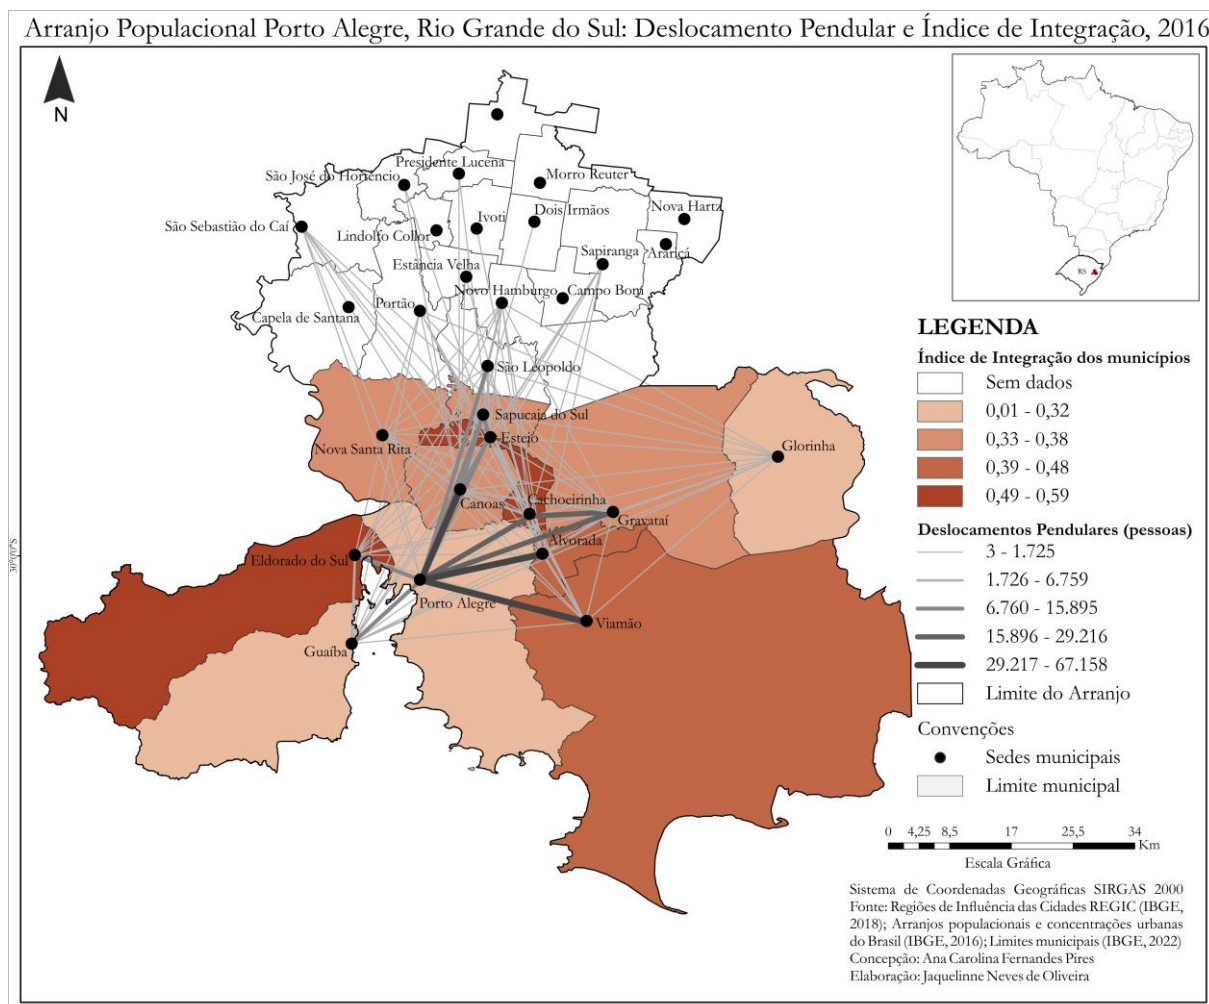 Arranjo Populacional Porto Alegre, Rio Grande do Sul: Deslocamento Pendular e Índice de Integração, 2016
N
Presidente Lucena
São José do Hortêncio
Morro Reuter
São Sebastião do Caí
Lindolfo Collor
Ivoti
Dois Irmãos
Nova Hartz
Estância Velha
Sapiranga
Araricá
Capela de Santana
Portão
Novo Hamburgo
Campo Bom
São Leopoldo
Sapucaia do Sul
Nova Santa Rita
Esteio
Glorinha
Canoas
Cachoeirinha
Gravataí
Alvorada
Eldorado do Sul
Porto Alegre
Viamão
Guaíba
30°0'0"S
RS
LEGENDA
Índice de Integração dos municípios
Sem dados
0,01 - 0,32
0,33 - 0,38
0,39 - 0,48
0,49 - 0,59
Deslocamentos Pendulares (pessoas)
3 - 1.725
1.726 - 6.759
6.760 - 15.895
15.896 - 29.216
29.217 - 67.158
Limite do Arranjo
Convenções
Sedes municipais
Limite municipal
0 4,25 8,5 17 25,5 34
Km
Escala Gráfica
Sistema de Coordenadas Geográficas SIRGAS 2000
Fonte: Regiões de Influência das Cidades REGIC (IBGE,
2018); Arranjos populacionais e concentrações urbanas
do Brasil (IBGE, 2016); Limites municipais (IBGE, 2022)
Concepção: Ana Carolina Fernandes Pires
Elaboração: Jaquelinne Neves de Oliveira